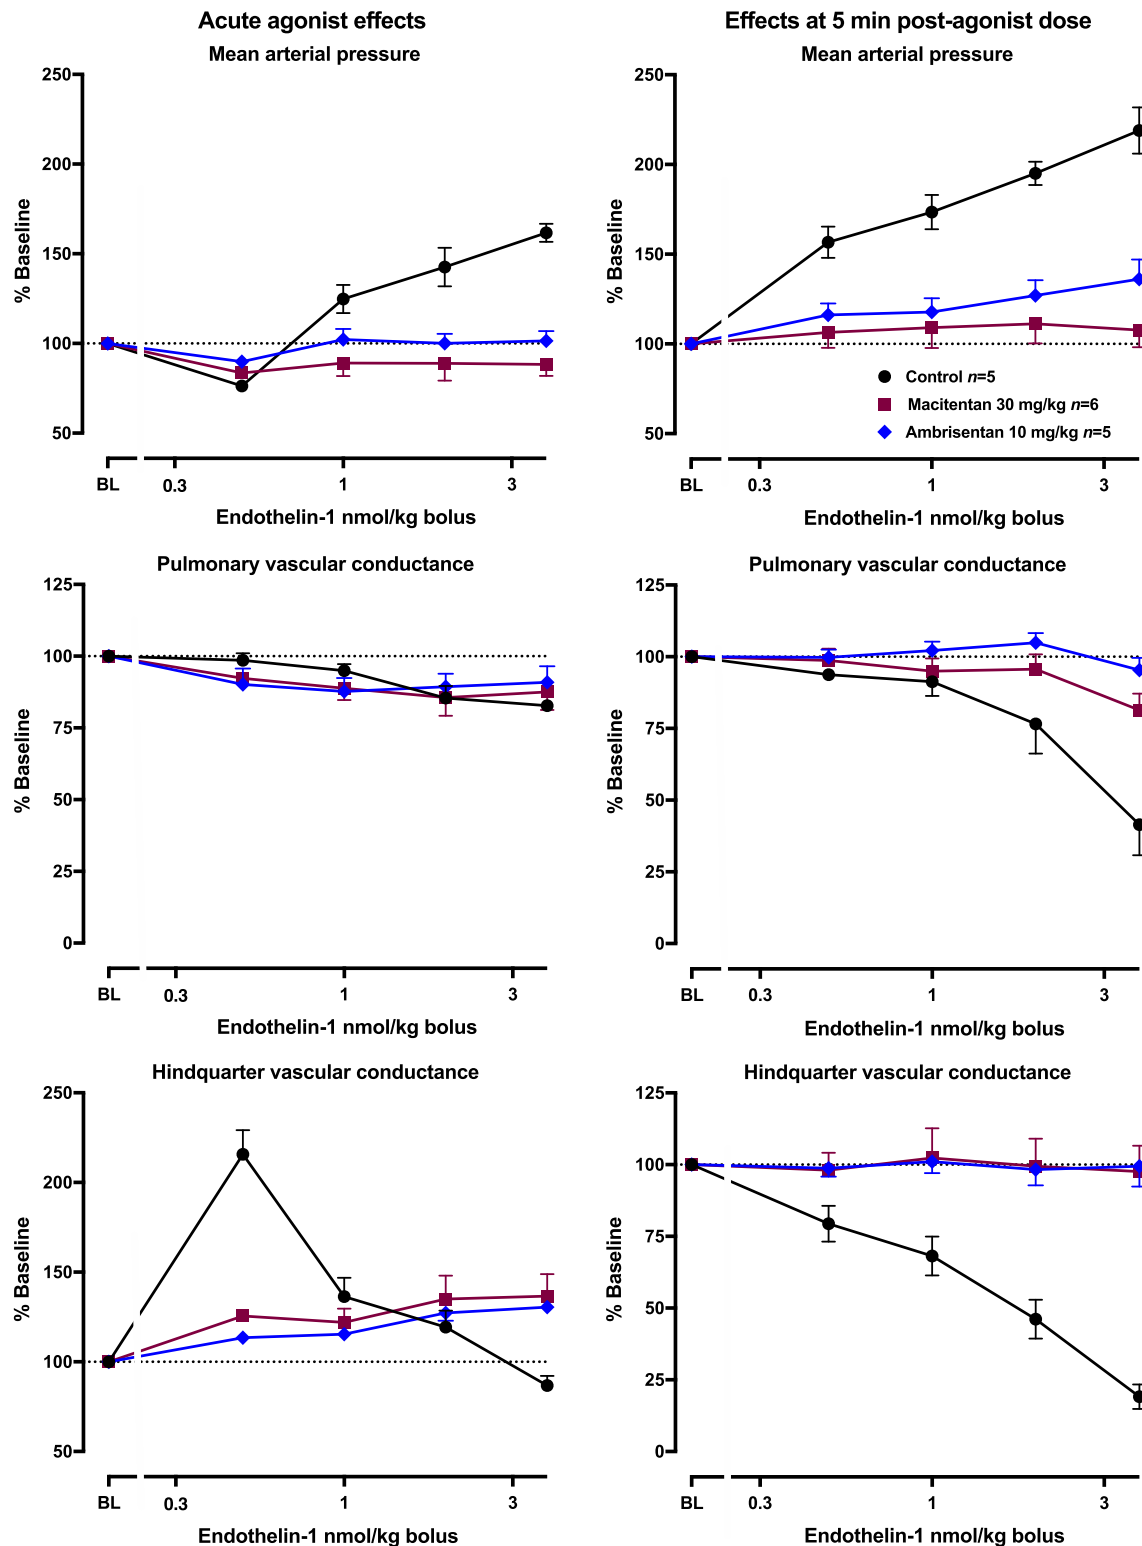 Acute agonist effects
Mean arterial pressure
250
200
150
100
50
% Baseline
BL 0.3 1 3
Endothelin-1 nmol/kg bolus
Effects at 5 min post-agonist dose
Mean arterial pressure
250
200
150
100
50
% Baseline
Control n=5
Macitentan 30 mg/kg n=6
Ambrisentan 10 mg/kg n=5
BL 0.3 1 3
Endothelin-1 nmol/kg bolus
Pulmonary vascular conductance
125
100
75
50
25
0
% Baseline
BL 0.3 1 3
Endothelin-1 nmol/kg bolus
Pulmonary vascular conductance
125
100
75
50
25
0
% Baseline
BL 0.3 1 3
Endothelin-1 nmol/kg bolus
Hindquarter vascular conductance
250
200
150
100
50
% Baseline
BL 0.3 1 3
Endothelin-1 nmol/kg bolus
Hindquarter vascular conductance
125
100
75
50
25
0
% Baseline
BL 0.3 1 3
Endothelin-1 nmol/kg bolus